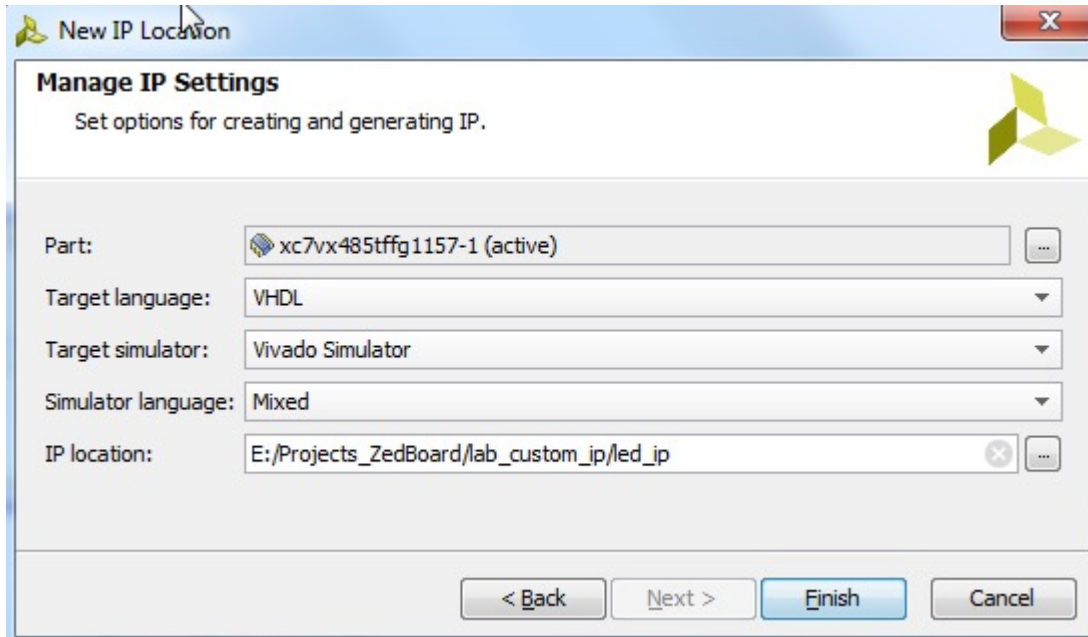 New IP Location
X
Manage IP Settings
Set options for creating and generating IP.
Part: xc7vx485tffg1157-1 (active) ...
Target language: VHDL
Target simulator: Vivado Simulator
Simulator language: Mixed
IP location: E:/Projects_ZedBoard/lab_custom_ip/led_ip ...
< Back Next > Finish Cancel